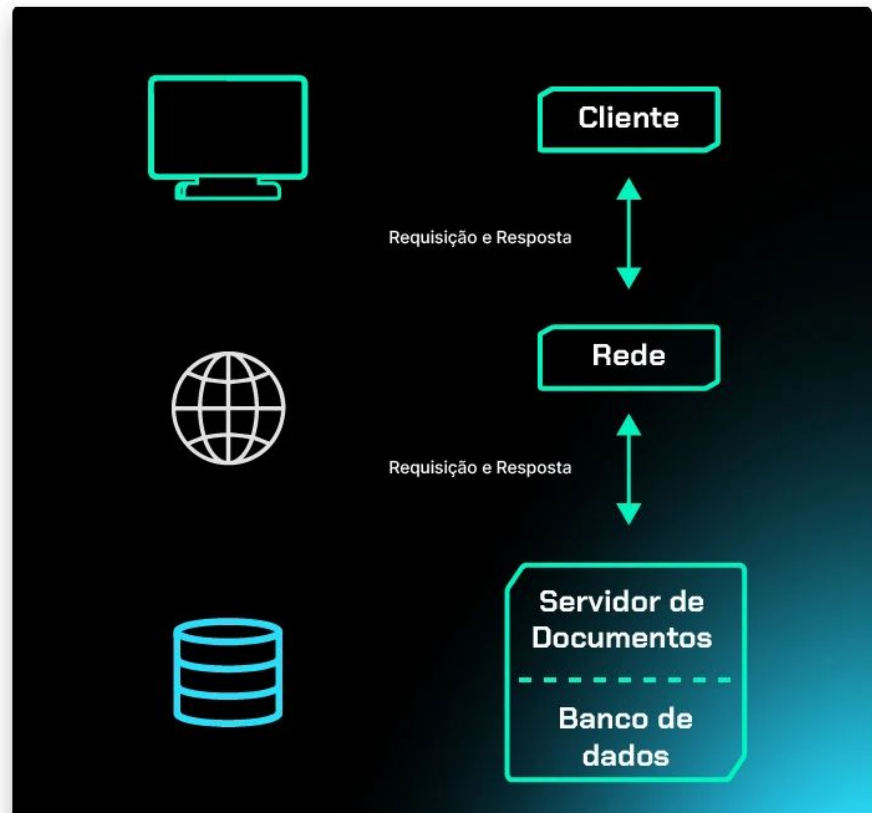 Cliente
Requisição e Resposta
Rede
Requisição e Resposta
Servidor de
Documentos
Banco de
dados